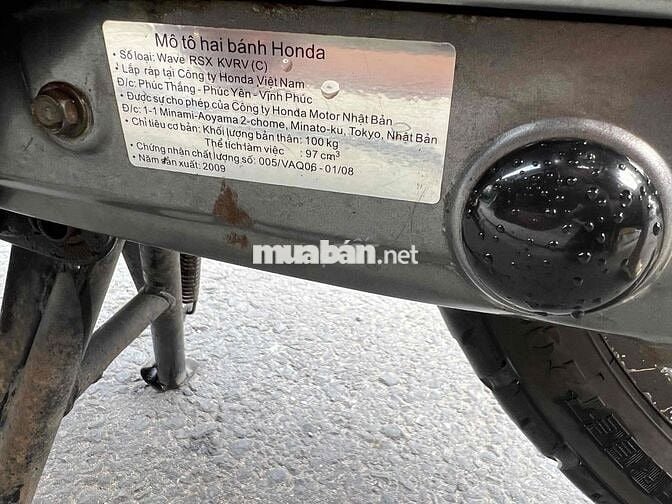 Mô tô hai bánh Honda
• Số loại: Wave RSX KVRV (C)
• Lắp ráp tại Công ty Honda Việt Nam
Đ/c: Phúc Thắng - Phúc Yên - Vĩnh Phúc
• Được sự cho phép của Công ty Honda Motor Nhật Bản
Đ/c: 1-1 Minami-Aoyama 2-chome, Minato-ku, Tokyo, Nhật Bản
• Chỉ tiêu cơ bản: Khối lượng bản thân: 100 kg
Thể tích làm việc : 97 cm³
• Chứng nhận chất lượng số: 005/VAQ06 - 01/08
• Năm sản xuất: 2009
muaban.net